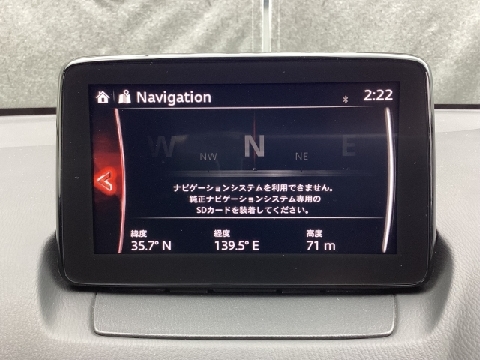 Navigation 2:22
W NW N NE E
ナビゲーションシステムを利用できません。
純正ナビゲーションシステム専用の
SDカードを装着してください。
緯度 経度 高度
35.7° N 139.5° E 71 m